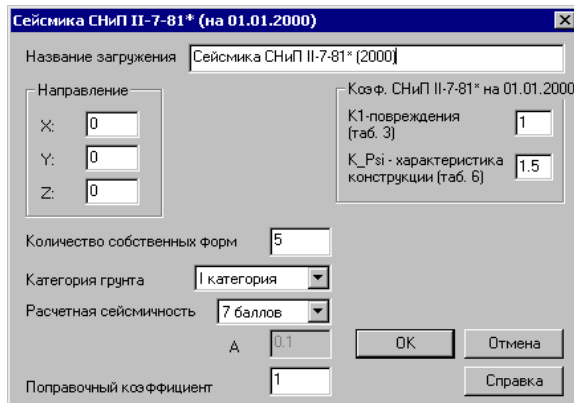 Сейсмика СНиП II-7-81* (на 01.01.2000)
Название загружения Сейсмика СНиП II-7-81* (2000)
Направление
X: 0
Y: 0
Z: 0
Коэф. СНиП II-7-81* на 01.01.2000
К1-повреждения
(таб. 3) 1
K_Psi - характеристика
конструкции (таб. 6) 1.5
Количество собственных форм 5
Категория грунта I категория
Расчетная сейсмичность 7 баллов
А 0.1
OK Отмена
Поправочный коэффициент 1 Справка